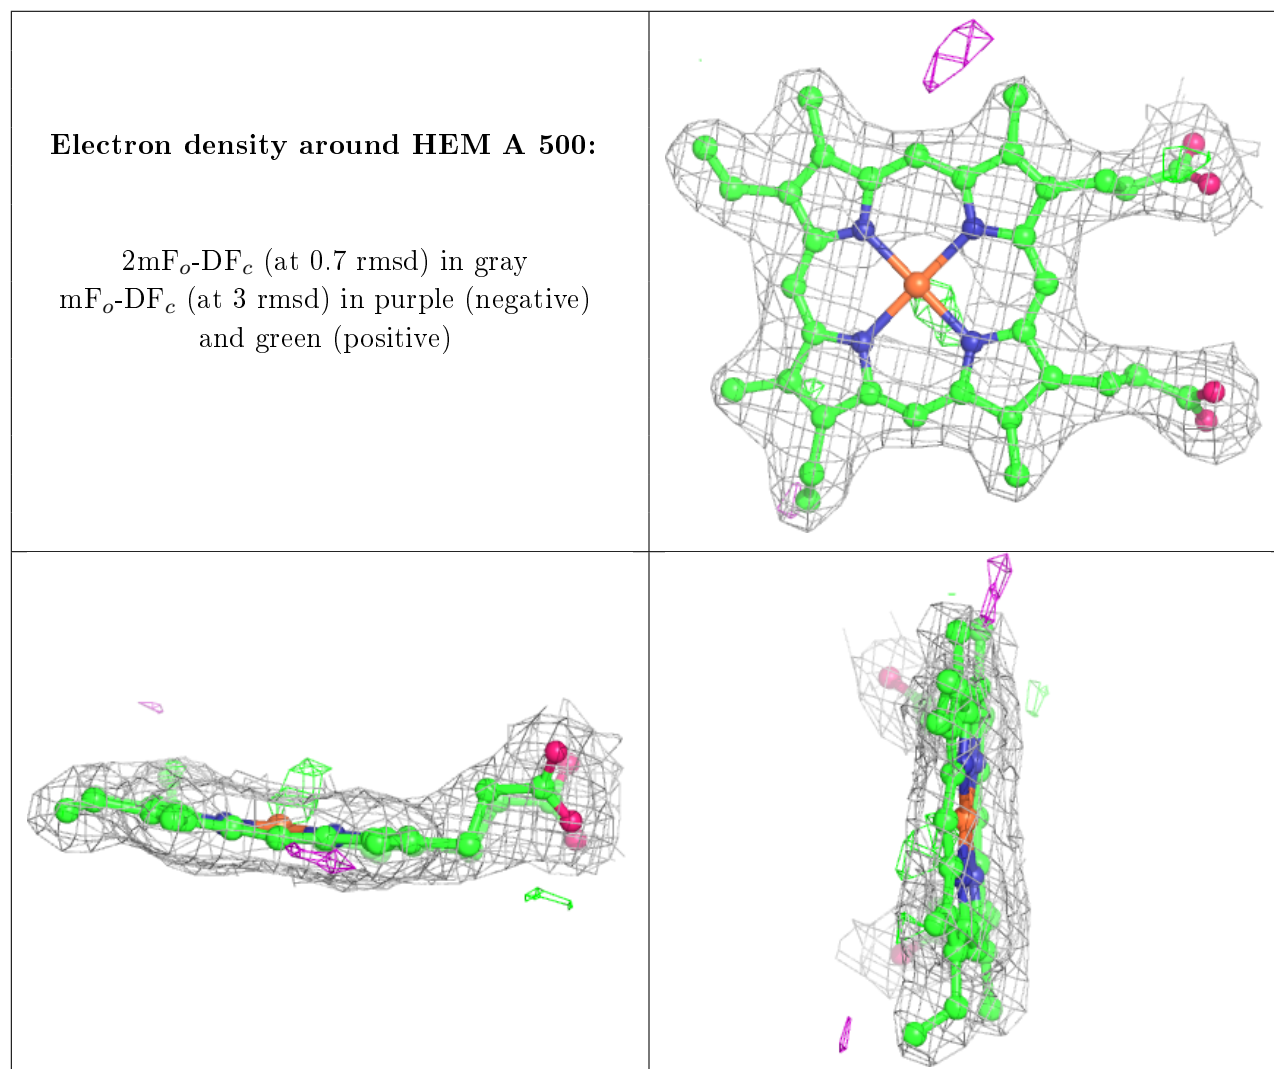 Electron density around HEM A 500:
2mFo-DFc (at 0.7 rmsd) in gray
mFo-DFc (at 3 rmsd) in purple (negative)
and green (positive)